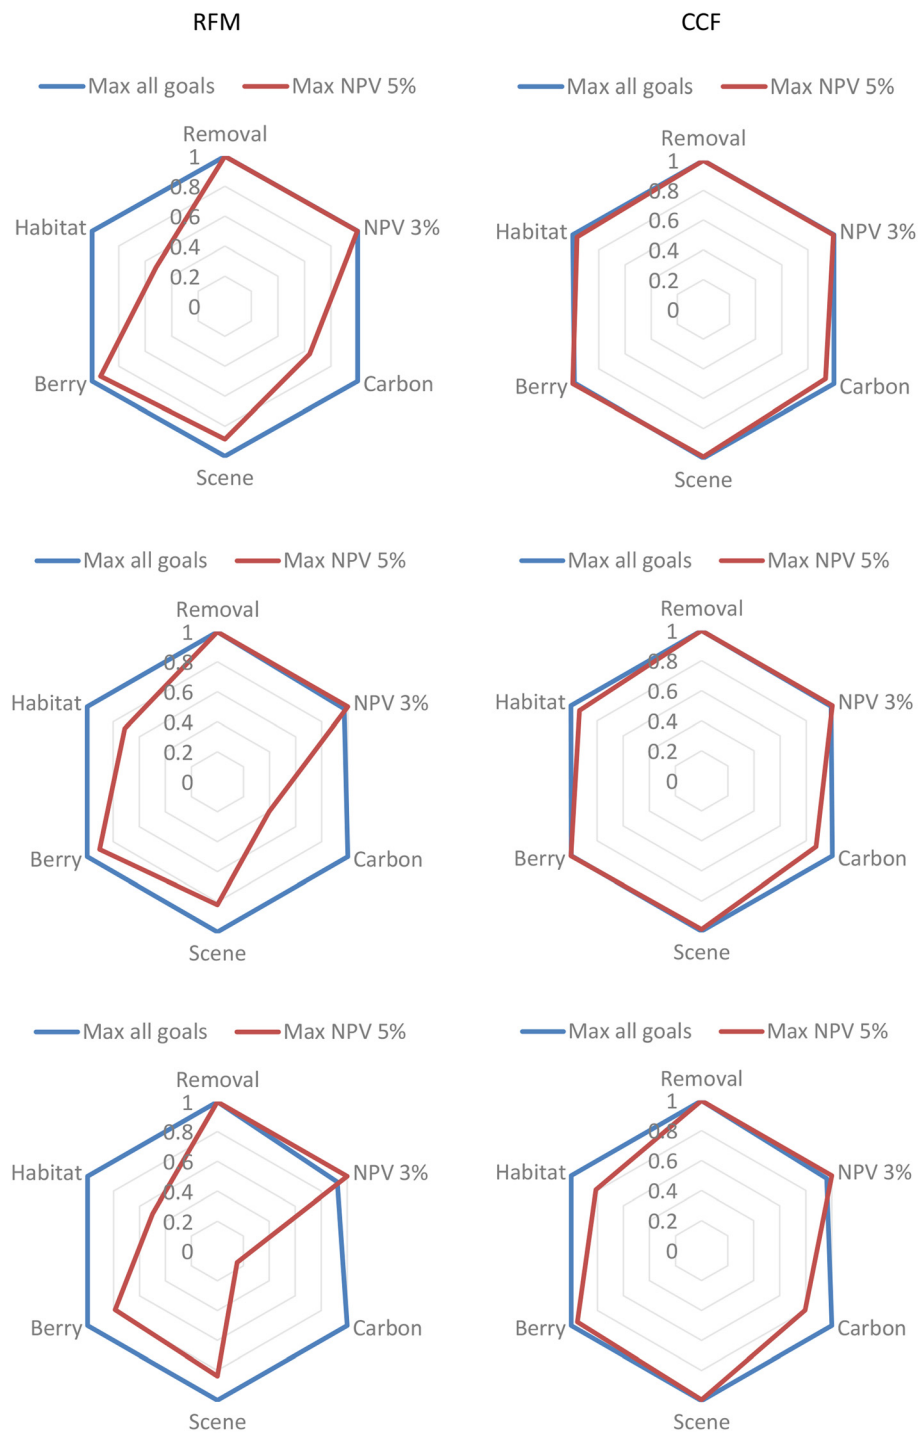 RFM
CCF
Max all goals
Max NPV 5%
Removal
1
0.8
0.6
0.4
0.2
0
Habitat
NPV 3%
Berry
Carbon
Scene
Max all goals
Max NPV 5%
Removal
1
0.8
0.6
0.4
0.2
0
Habitat
NPV 3%
Berry
Carbon
Scene
Max all goals
Max NPV 5%
Removal
1
0.8
0.6
0.4
0.2
0
Habitat
NPV 3%
Berry
Carbon
Scene
Max all goals
Max NPV 5%
Removal
1
0.8
0.6
0.4
0.2
0
Habitat
NPV 3%
Berry
Carbon
Scene
Max all goals
Max NPV 5%
Removal
1
0.8
0.6
0.4
0.2
0
Habitat
NPV 3%
Berry
Carbon
Scene
Max all goals
Max NPV 5%
Removal
1
0.8
0.6
0.4
0.2
0
Habitat
NPV 3%
Berry
Carbon
Scene